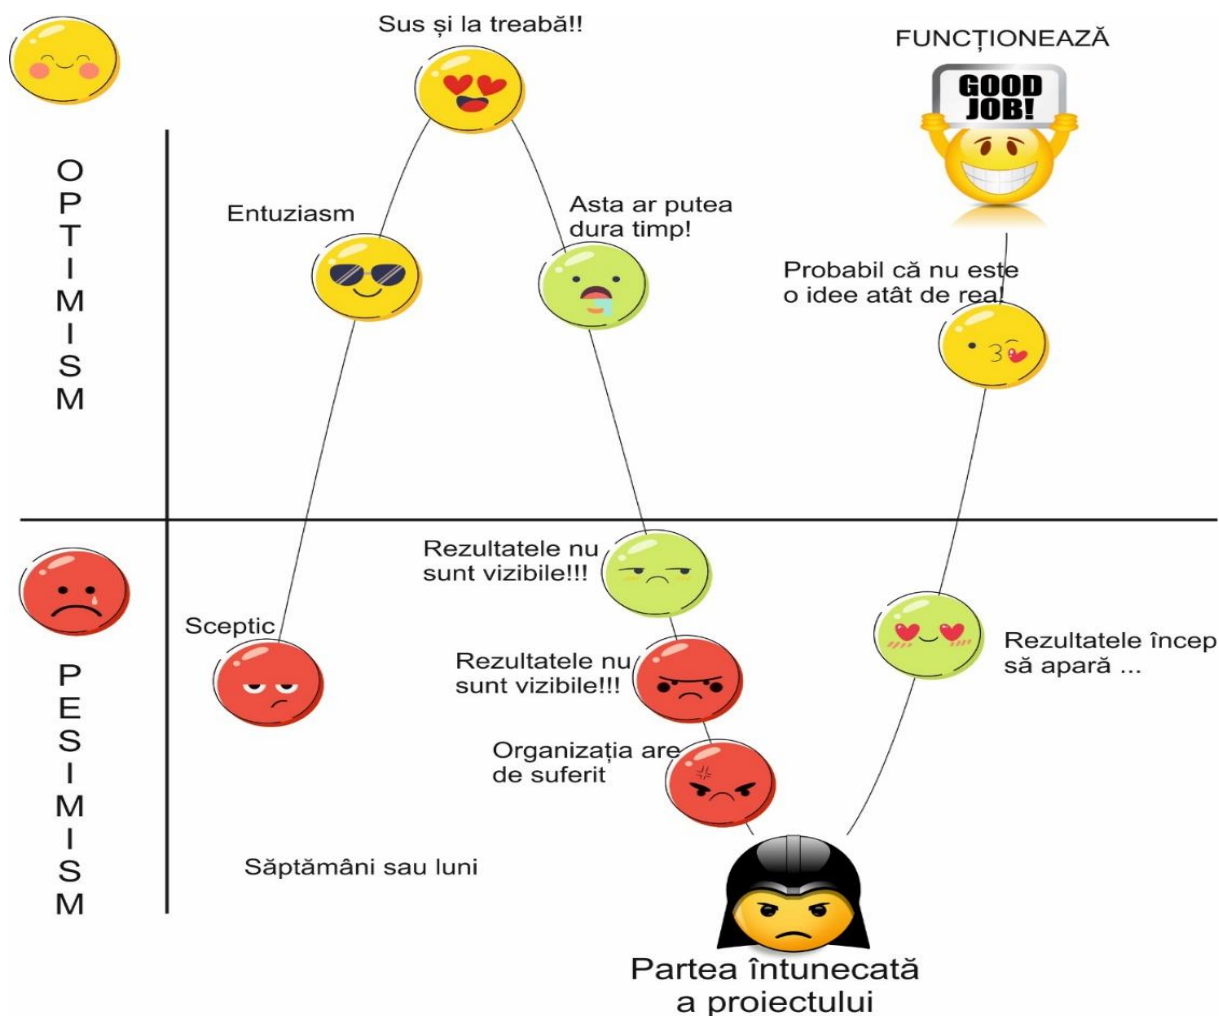 Sus și la treabă!!
FUNCȚIONEAZĂ
GOOD
JOB!
OPTIMISM
Entuziasm
Asta ar putea
dura timp!
Probabil că nu este
o idee atât de rea!
Rezultatele nu
sunt vizibile!!!
Sceptic
Rezultatele nu
sunt vizibile!!!
Rezultatele încep
să apară ...
PESIMISM
Organizația are
de suferit
Săptămâni sau luni
Partea întunecată
a proiectului